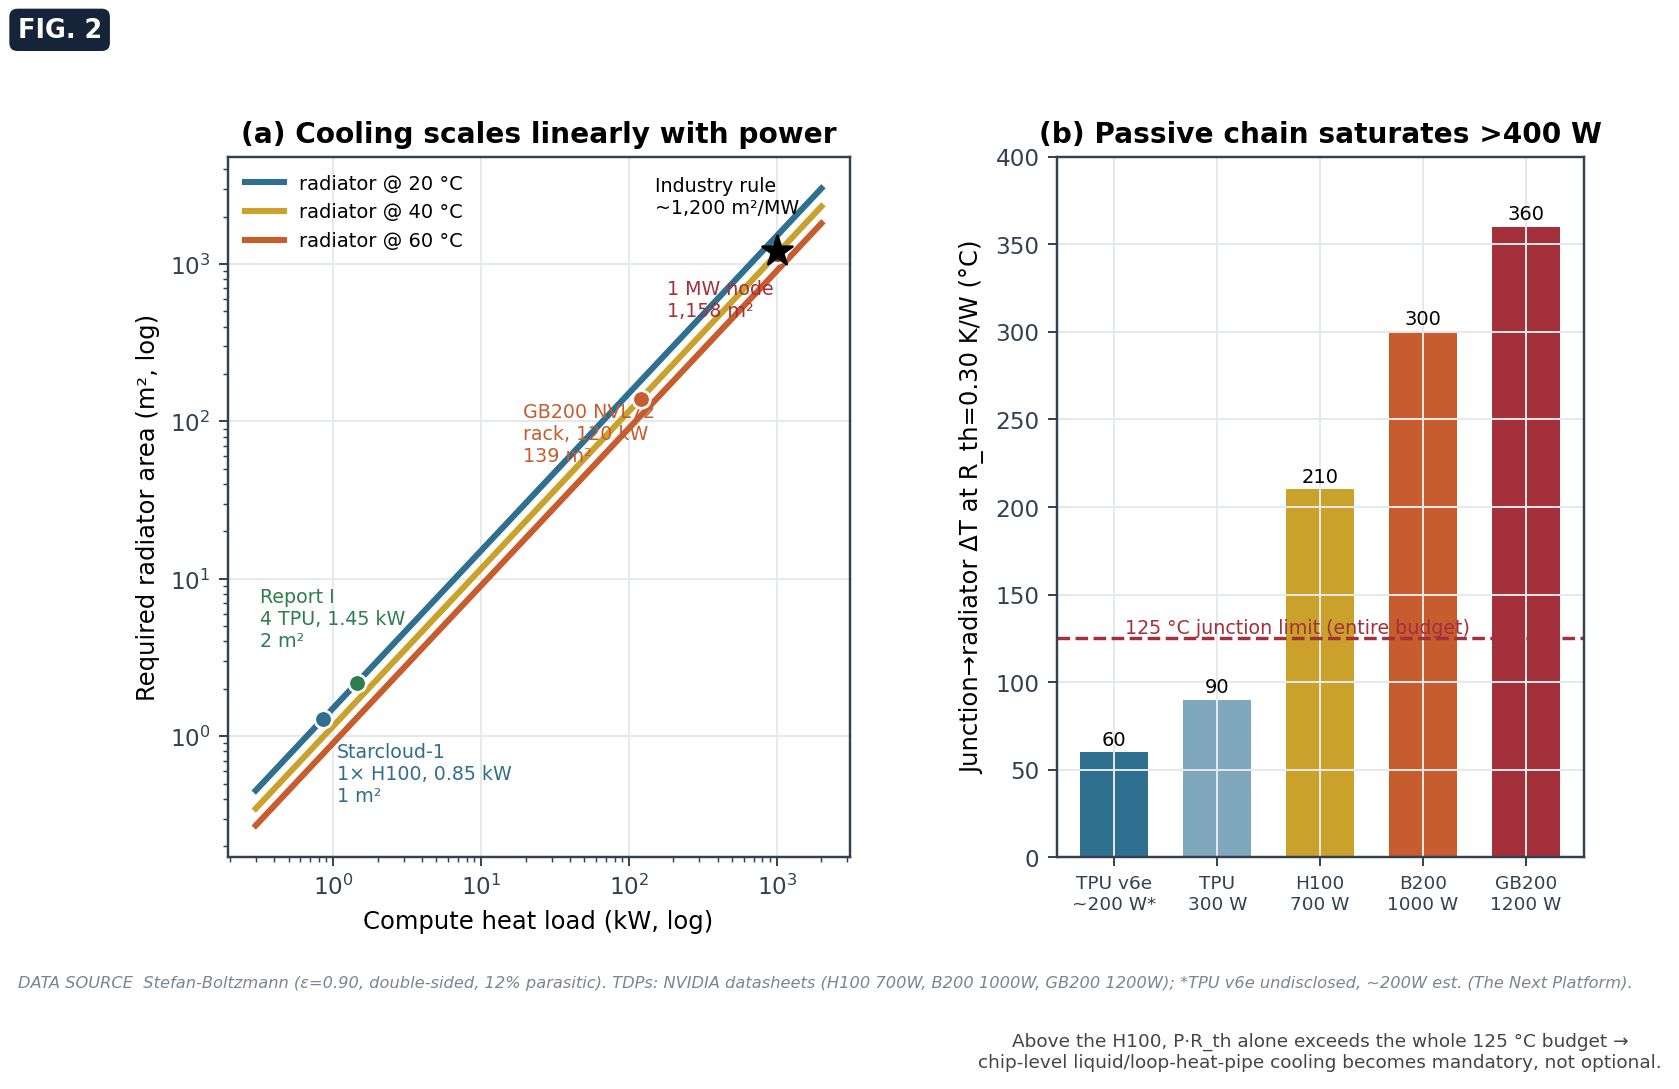 FIG. 2
(a) Cooling scales linearly with power
radiator @ 20 °C
radiator @ 40 °C
radiator @ 60 °C
Industry rule
~1,200 m²/MW
1 MW node
1,158 m²
GB200 NVL72
rack, 120 kW
139 m²
Report I
4 TPU, 1.45 kW
2 m²
Starcloud-1
1× H100, 0.85 kW
1 m²
Required radiator area (m², log)
10³
10²
10¹
10⁰
10⁰ 10¹ 10² 10³
Compute heat load (kW, log)
(b) Passive chain saturates >400 W
Junction→radiator ΔT at R_th=0.30 K/W (°C)
400
350
300
250
200
150
100
50
0
60
90
210
300
360
125 °C junction limit (entire budget)
TPU v6e
~200 W*
TPU
300 W
H100
700 W
B200
1000 W
GB200
1200 W
DATA SOURCE Stefan-Boltzmann (ε=0.90, double-sided, 12% parasitic). TDPs: NVIDIA datasheets (H100 700W, B200 1000W, GB200 1200W); *TPU v6e undisclosed, ~200W est. (The Next Platform).
Above the H100, P·R_th alone exceeds the whole 125 °C budget →
chip-level liquid/loop-heat-pipe cooling becomes mandatory, not optional.